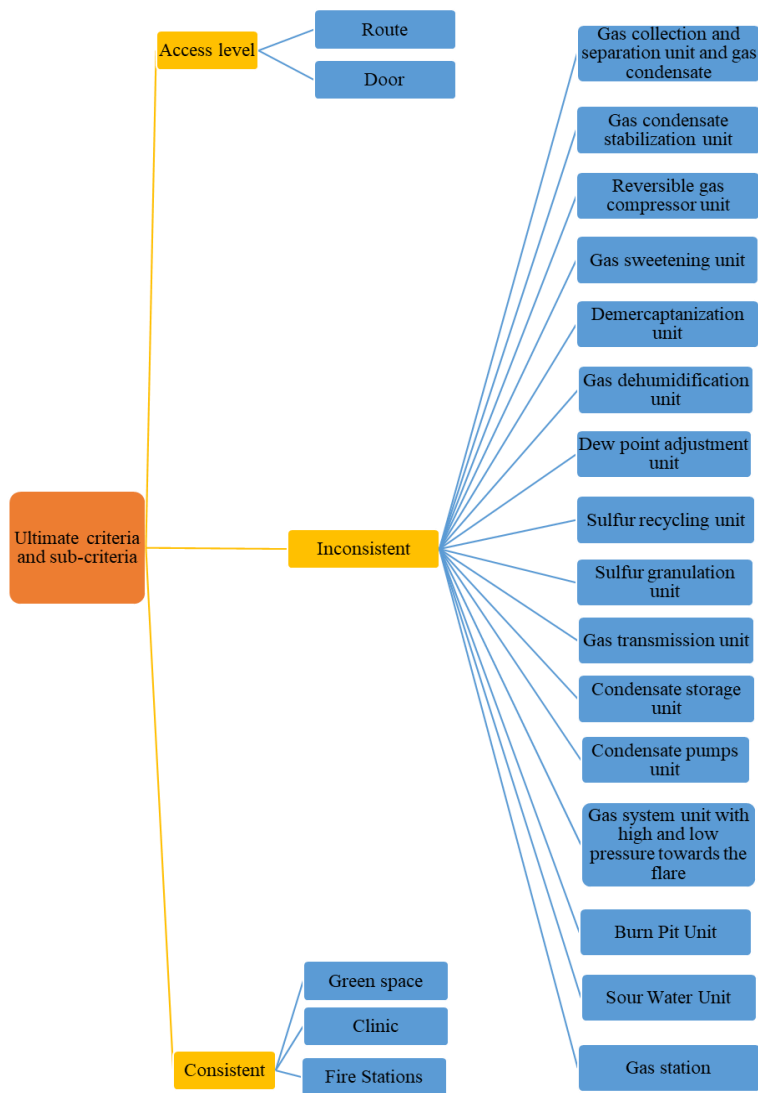 Access level
Route
Door
Ultimate criteria
and sub-criteria
Inconsistent
Gas collection and
separation unit and gas
condensate
Gas condensate
stabilization unit
Reversible gas
compressor unit
Gas sweetening unit
Demercaptanization
unit
Gas dehumidification
unit
Dew point adjustment
unit
Sulfur recycling unit
Sulfur granulation
unit
Gas transmission unit
Condensate storage
unit
Condensate pumps
unit
Gas system unit with
high and low
pressure towards the
flare
Burn Pit Unit
Sour Water Unit
Gas station
Consistent
Green space
Clinic
Fire Stations